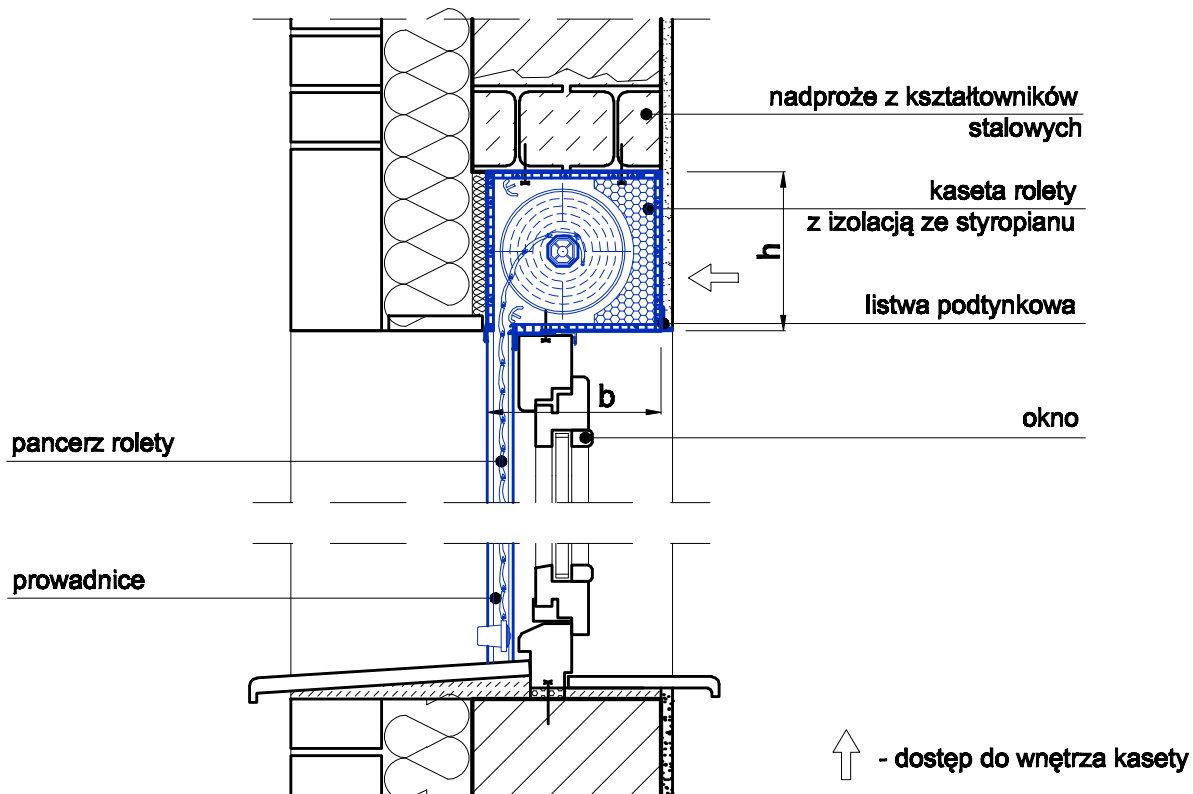 nadproże z kształtowników
stalowych
kaseta rolety
z izolacją ze styropianu
h
listwa podtynkowa
b
okno
pancerz rolety
prowadnice
- dostęp do wnętrza kasety